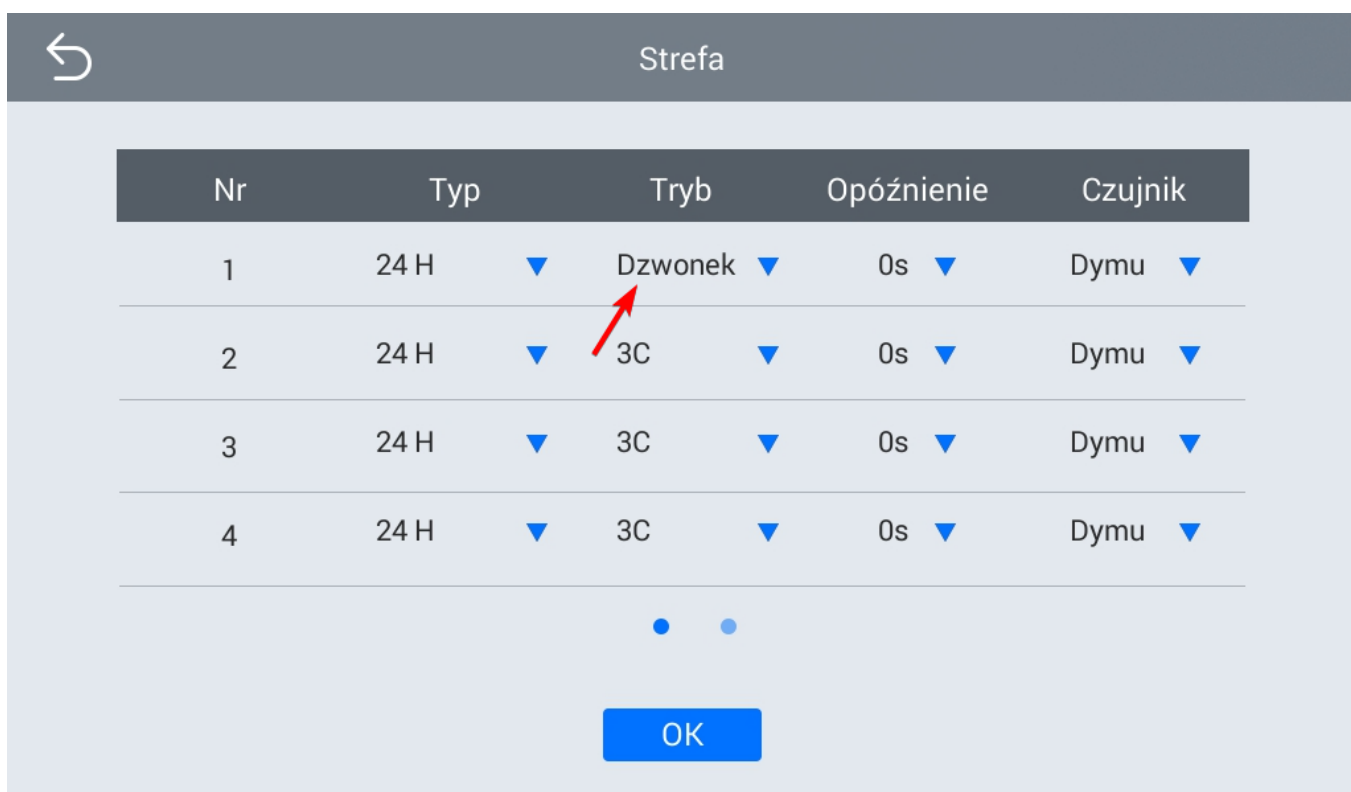 Strefa
Nr Typ Tryb Opóźnienie Czujnik
1 24 H Dzwonek 0s Dymu
2 24 H 3C 0s Dymu
3 24 H 3C 0s Dymu
4 24 H 3C 0s Dymu
OK